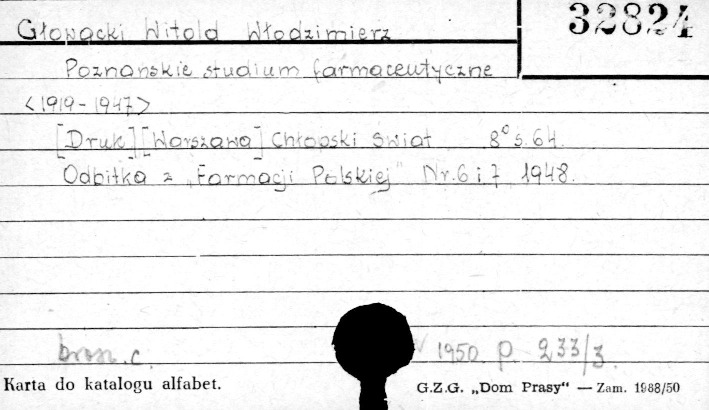 32824
Głowacki Witold Włodzimierz
Poznańskie studium farmaceutyczne
<1919-1947>
[Druk] [Warszawa] Chłopski Świat 8° s. 64.
Odbitka z „Farmacji Polskiej" Nr. 6 i 7 1948.
brosz. c. 1950 p. 233/3.
Karta do katalogu alfabet. G.Z.G. „Dom Prasy" — Zam. 1988/50